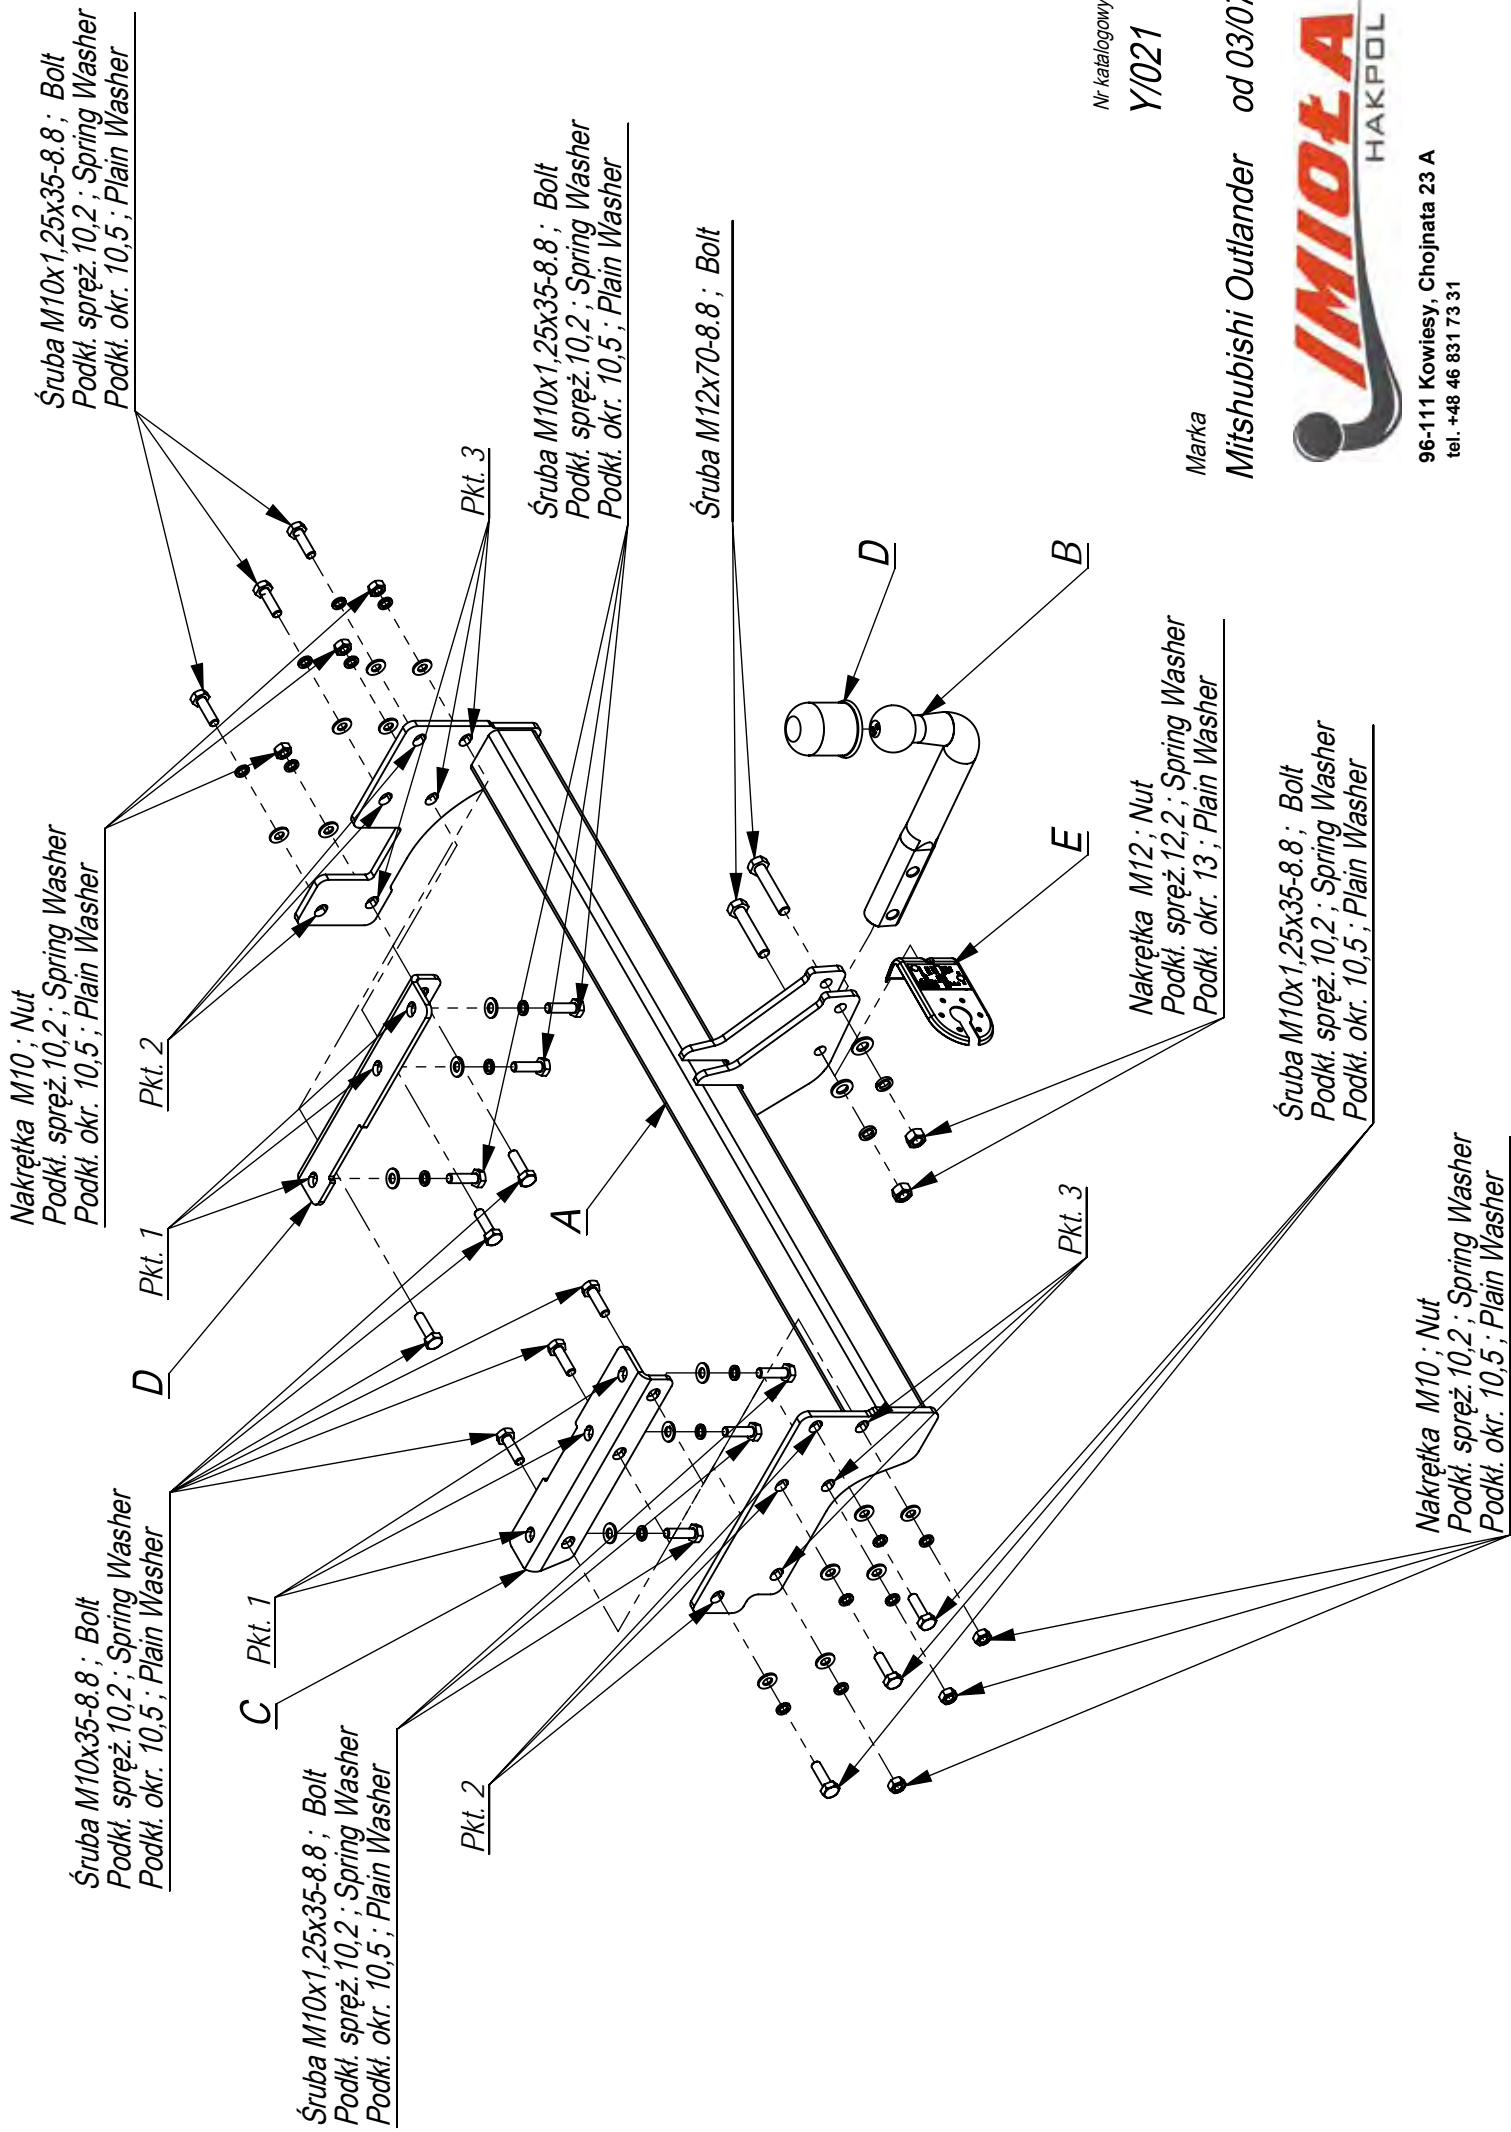 Śruba M10x1,25x35-8.8 ; Bolt
Podkł. spręż.10,2 ; Spring Washer
Podkł. okr. 10,5 ; Plain Washer
Śruba M10x35-8.8 ; Bolt
Podkł. spręż.10,2 ; Spring Washer
Podkł. okr. 10,5 ; Plain Washer
Nakrętka M10 ; Nut
Podkł. spręż.10,2 ; Spring Washer
Podkł. okr. 10,5 ; Plain Washer
Śruba M10x1,25x35-8.8 ; Bolt
Podkł. spręż.10,2 ; Spring Washer
Podkł. okr. 10,5 ; Plain Washer
D
Pkt. 1
Pkt. 2
C
Pkt. 1
Pkt. 2
Pkt. 3
A
Śruba M10x1,25x35-8.8 ; Bolt
Podkł. spręż.10,2 ; Spring Washer
Podkł. okr. 10,5 ; Plain Washer
Śruba M12x70-8.8 ; Bolt
D
B
E
Pkt. 3
Nakrętka M12 ; Nut
Podkł. spręż.12,2 ; Spring Washer
Podkł. okr. 13 ; Plain Washer
Śruba M10x1,25x35-8.8 ; Bolt
Podkł. spręż.10,2 ; Spring Washer
Podkł. okr. 10,5 ; Plain Washer
Nakrętka M10 ; Nut
Podkł. spręż.10,2 ; Spring Washer
Podkł. okr. 10,5 ; Plain Washer
Nr katalogowy
Y/021
Marka
Mitshubishi Outlander od 03/07
IMIOŁA
HAKPOL
96-111 Kowiesy, Chojnata 23 A
tel. +48 46 831 73 31